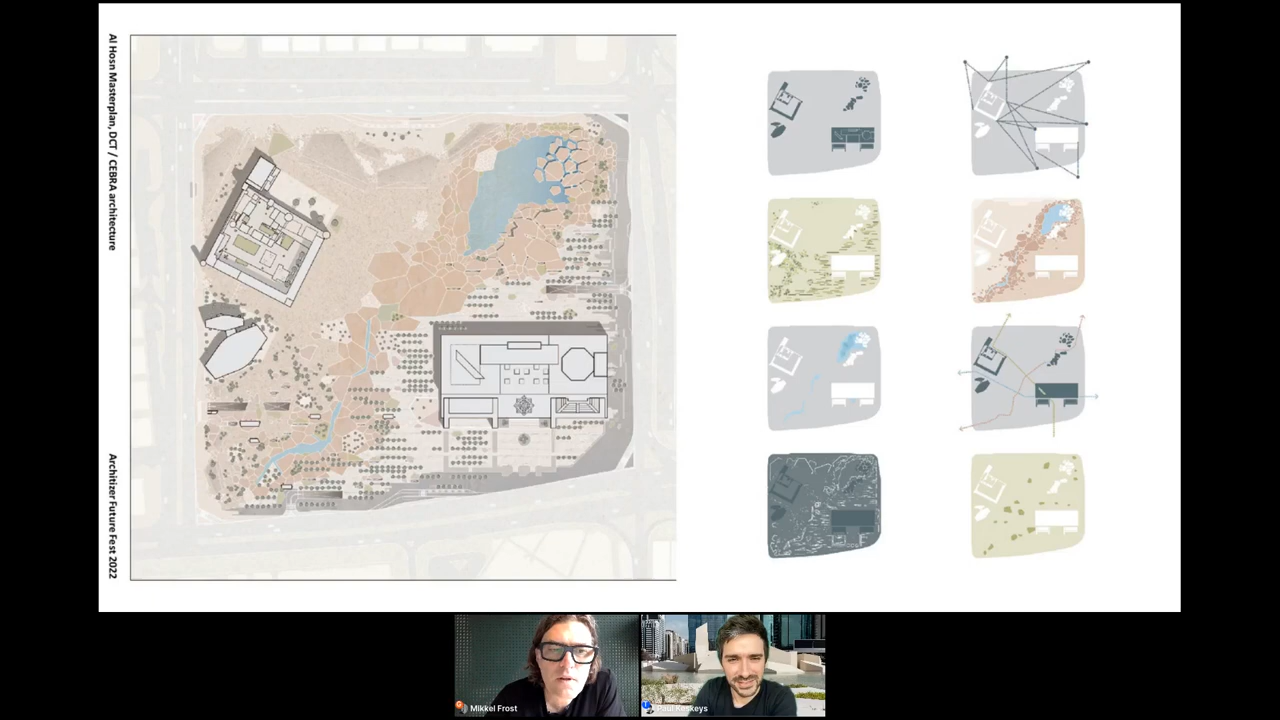 Al Hosn Masterplan, DCT / CEBRA architecture
Architizer Future Fest 2022
Mikkel Frost
Paul Keskeys